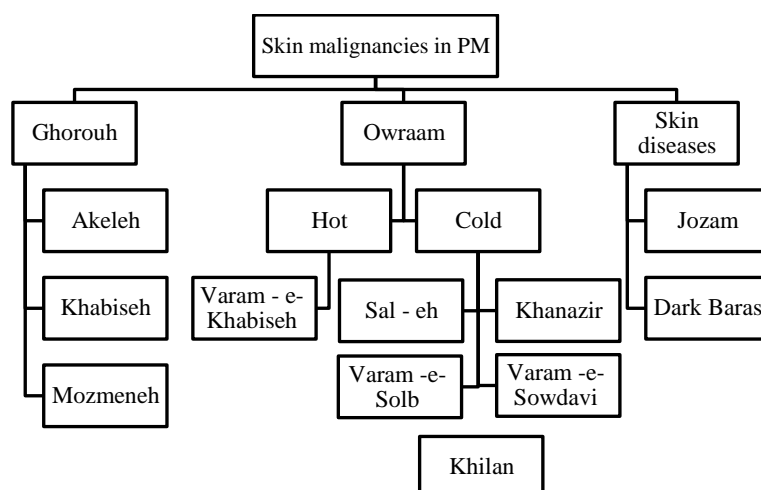 Skin malignancies in PM
Ghorouh
Owraam
Skin
diseases
Akeleh
Khabiseh
Mozmeneh
Hot
Cold
Varam - e-
Khabiseh
Sal - eh
Khanazir
Varam -e-
Solb
Varam -e-
Sowdavi
Khilan
Jozam
Dark Baras